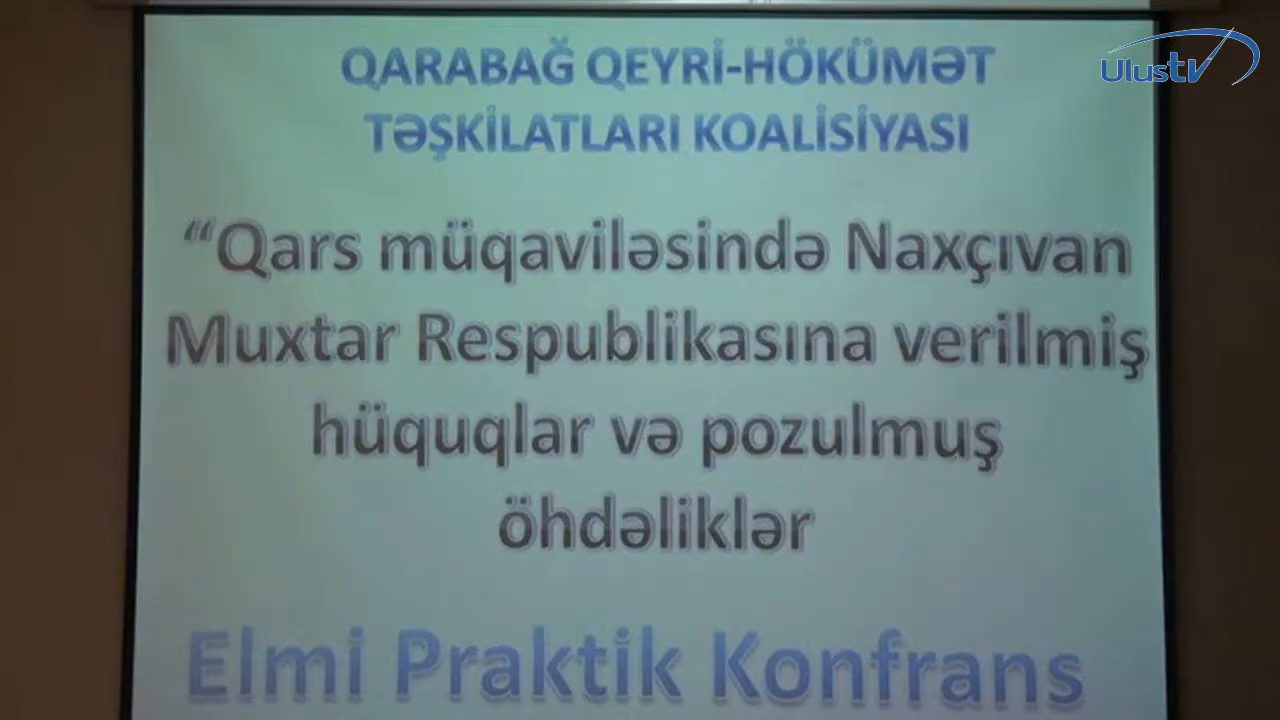 QARABAĞ QEYRİ-HÖKÜMƏT
UlusTV
TƏŞKİLATLARI KOALİSİYASI
“Qars müqaviləsində Naxçıvan
Muxtar Respublikasına verilmiş
hüquqlar və pozulmuş
öhdəliklər
Elmi Praktik Konfrans